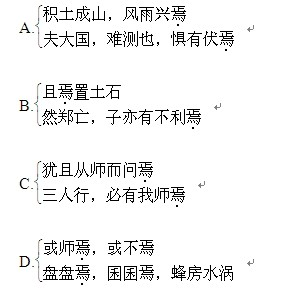 A. 积土成山，风雨兴焉
夫大国，难测也，惧有伏焉
B. 且焉置土石
然郑亡，子亦有不利焉
C. 犹且从师而问焉
三人行，必有我师焉
D. 或师焉，或不焉
盘盘焉，囷囷焉，蜂房水涡